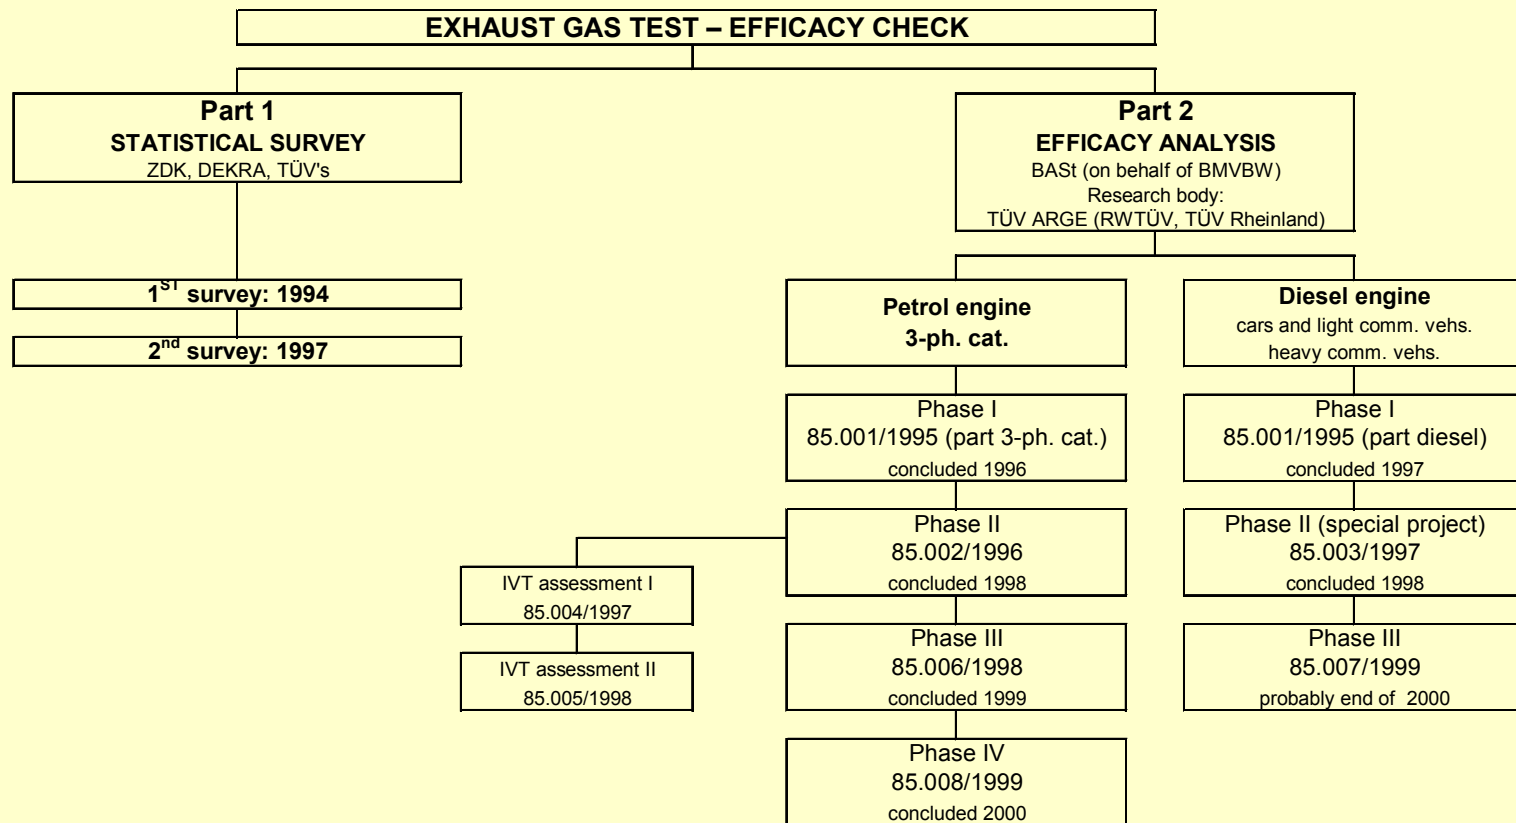 EXHAUST GAS TEST – EFFICACY CHECK
Part 1
STATISTICAL SURVEY
ZDK, DEKRA, TÜV's
1ST survey: 1994
2nd survey: 1997
Part 2
EFFICACY ANALYSIS
BASt (on behalf of BMVBW)
Research body:
TÜV ARGE (RWTÜV, TÜV Rheinland)
Petrol engine
3-ph. cat.
Phase I
85.001/1995 (part 3-ph. cat.)
concluded 1996
Phase II
85.002/1996
concluded 1998
IVT assessment I
85.004/1997
IVT assessment II
85.005/1998
Phase III
85.006/1998
concluded 1999
Phase IV
85.008/1999
concluded 2000
Diesel engine
cars and light comm. vehs.
heavy comm. vehs.
Phase I
85.001/1995 (part diesel)
concluded 1997
Phase II (special project)
85.003/1997
concluded 1998
Phase III
85.007/1999
probably end of 2000